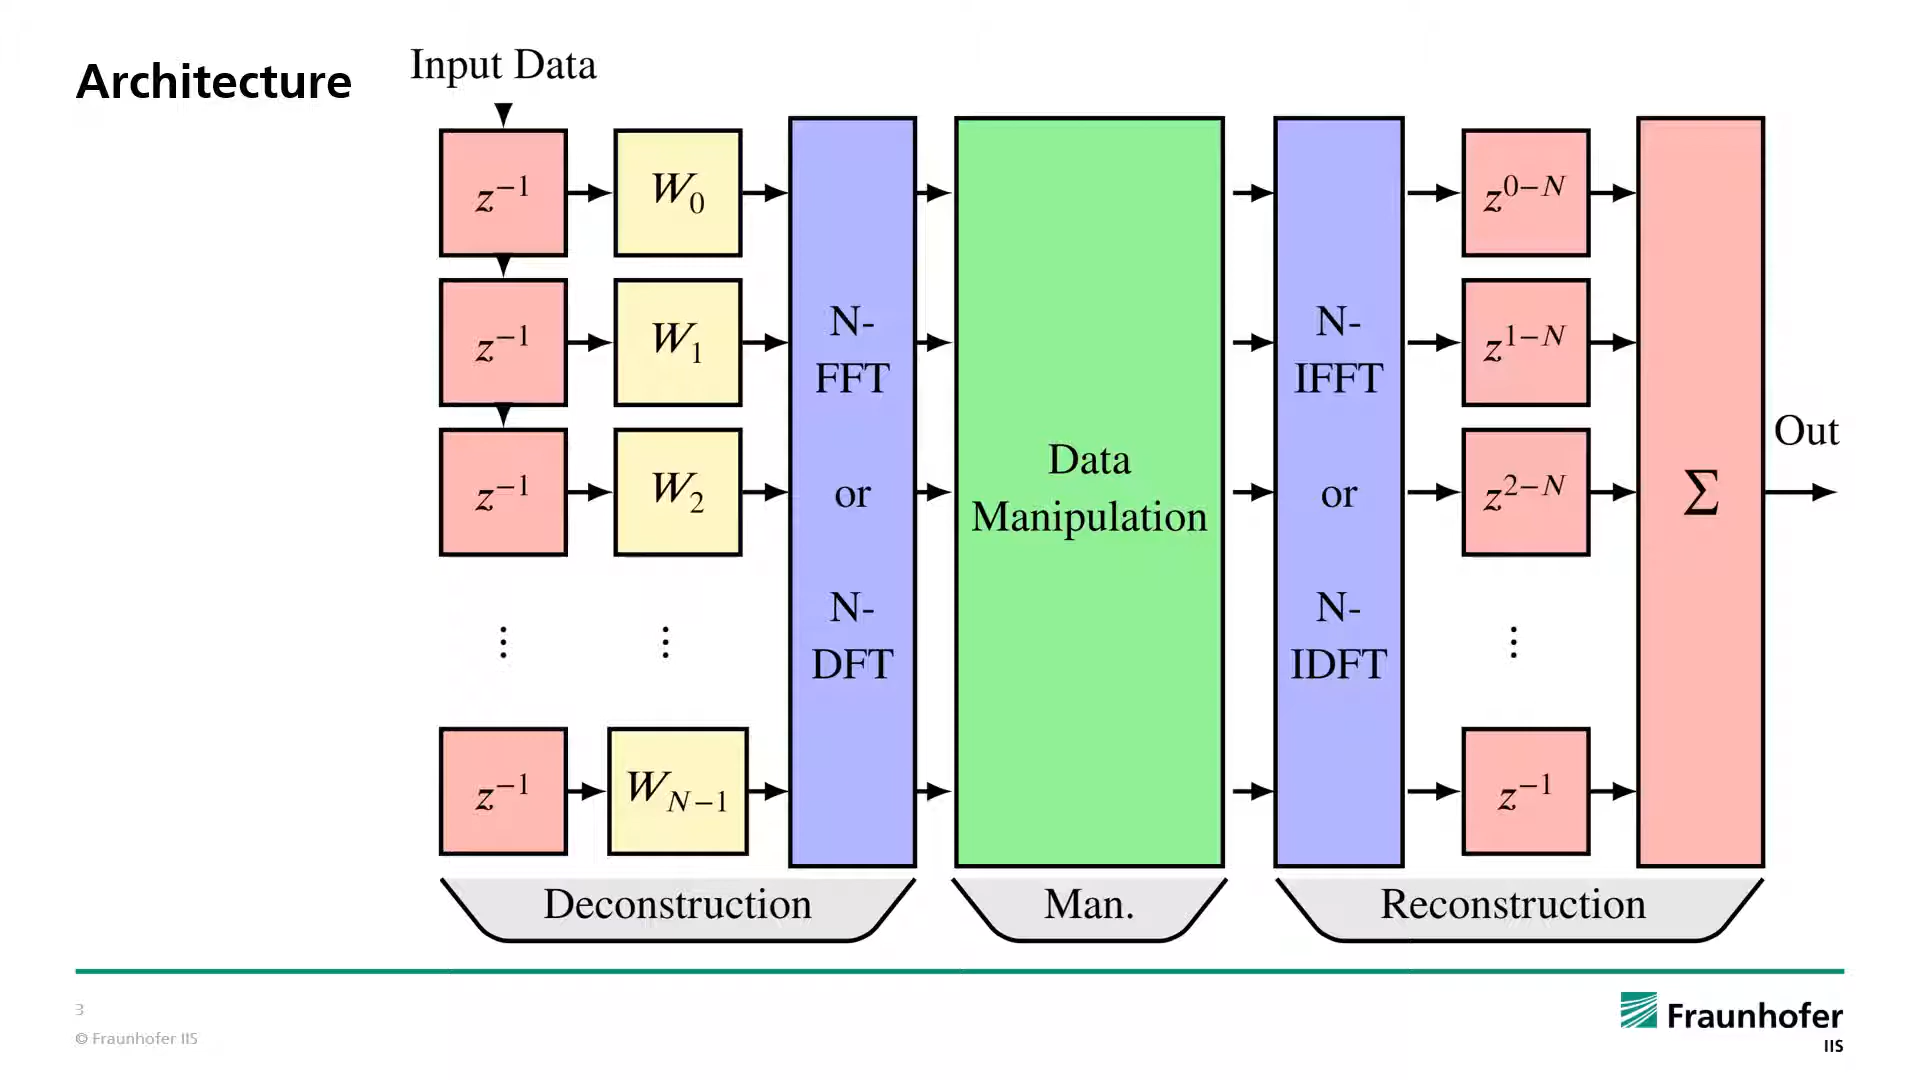 Architecture
Input Data
z⁻¹ W₀ z⁰⁻ᴺ
z⁻¹ W₁ z¹⁻ᴺ
z⁻¹ W₂ z²⁻ᴺ
⋮ ⋮ ⋮
z⁻¹ W_{N−1} z⁻¹
N-
FFT
or
N-
DFT
Data
Manipulation
N-
IFFT
or
N-
IDFT
Σ
Out
Deconstruction
Man.
Reconstruction
3
© Fraunhofer IIS
Fraunhofer
IIS